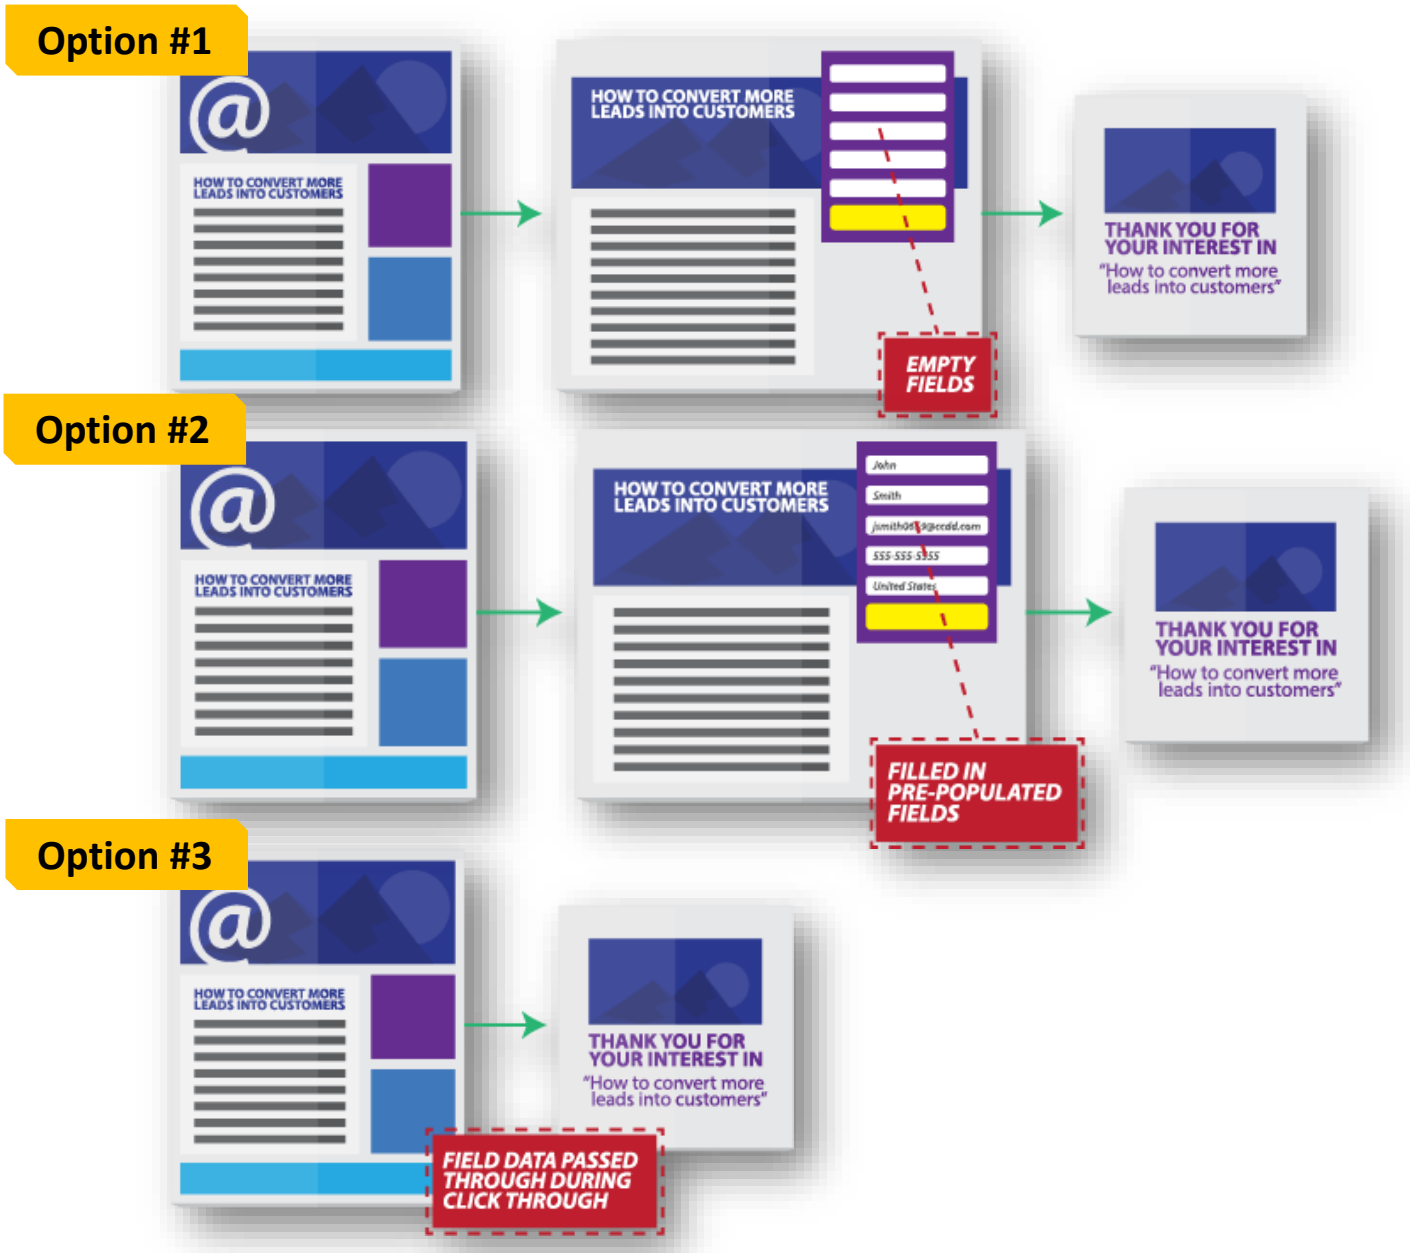 Option #1
@
HOW TO CONVERT MORE
LEADS INTO CUSTOMERS
HOW TO CONVERT MORE
LEADS INTO CUSTOMERS
EMPTY
FIELDS
THANK YOU FOR
YOUR INTEREST IN
"How to convert more
leads into customers"
Option #2
@
HOW TO CONVERT MORE
LEADS INTO CUSTOMERS
HOW TO CONVERT MORE
LEADS INTO CUSTOMERS
John
Smith
555-555-5555
United States
FILLED IN
PRE-POPULATED
FIELDS
THANK YOU FOR
YOUR INTEREST IN
"How to convert more
leads into customers"
Option #3
@
HOW TO CONVERT MORE
LEADS INTO CUSTOMERS
FIELD DATA PASSED
THROUGH DURING
CLICK THROUGH
THANK YOU FOR
YOUR INTEREST IN
"How to convert more
leads into customers"